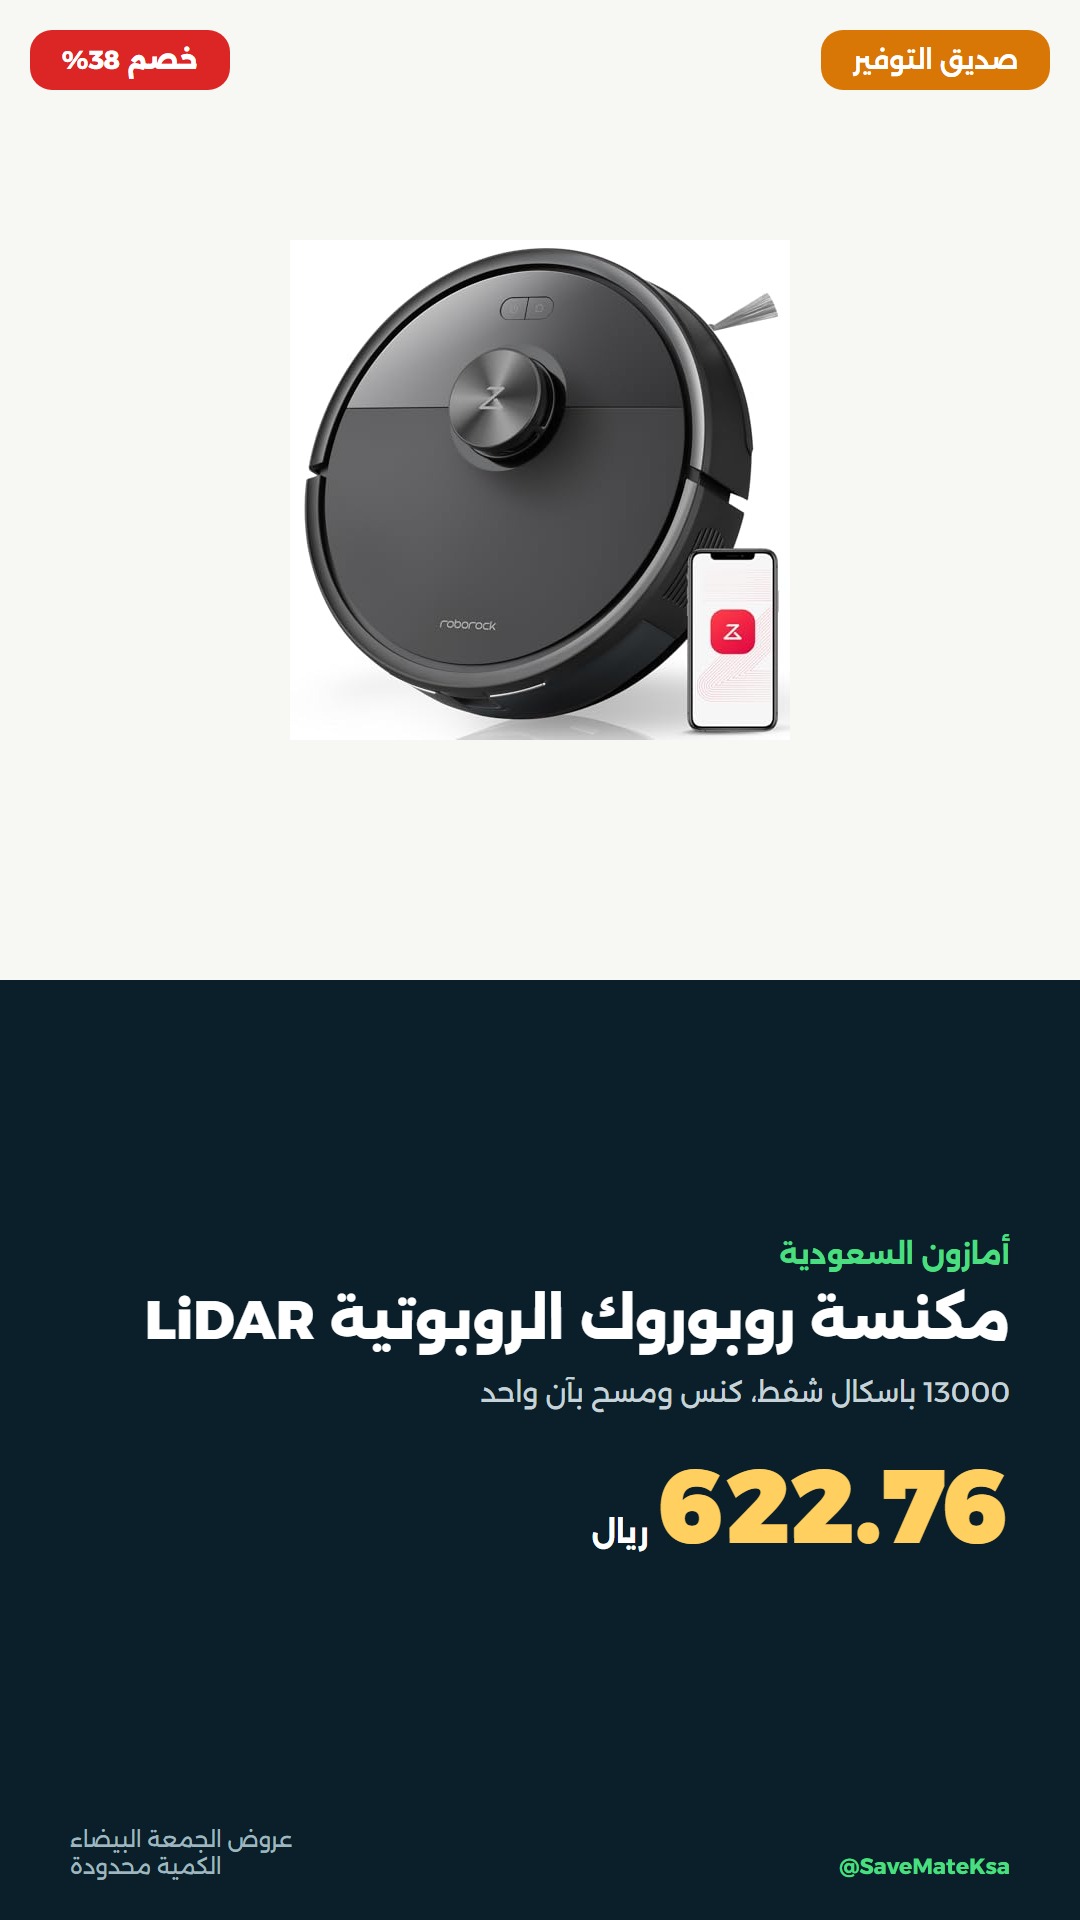 صديق التوفير
خصم 38%
roborock
أمازون السعودية
مكنسة روبوروك الروبوتية LiDAR
13000 باسكال شفط، كنس ومسح بآن واحد
622.76 ريال
عروض الجمعة البيضاء
الكمية محدودة
@SaveMateKsa